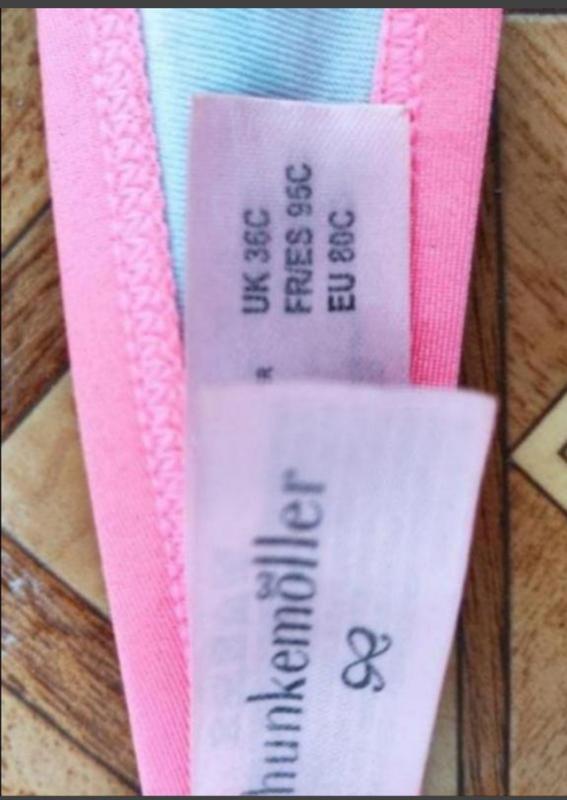 UK 36C
FR/ES 95C
EU 80C
R
hunkemöller